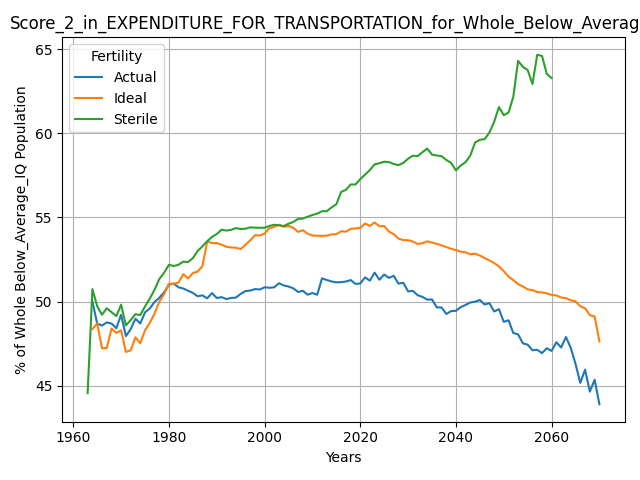 Score_2_in_EXPENDITURE_FOR_TRANSPORTATION_for_Whole_Below_Averag
Fertility
Actual
Ideal
Sterile
% of Whole Below_Average_IQ Population
65
60
55
50
45
1960 1980 2000 2020 2040 2060
Years